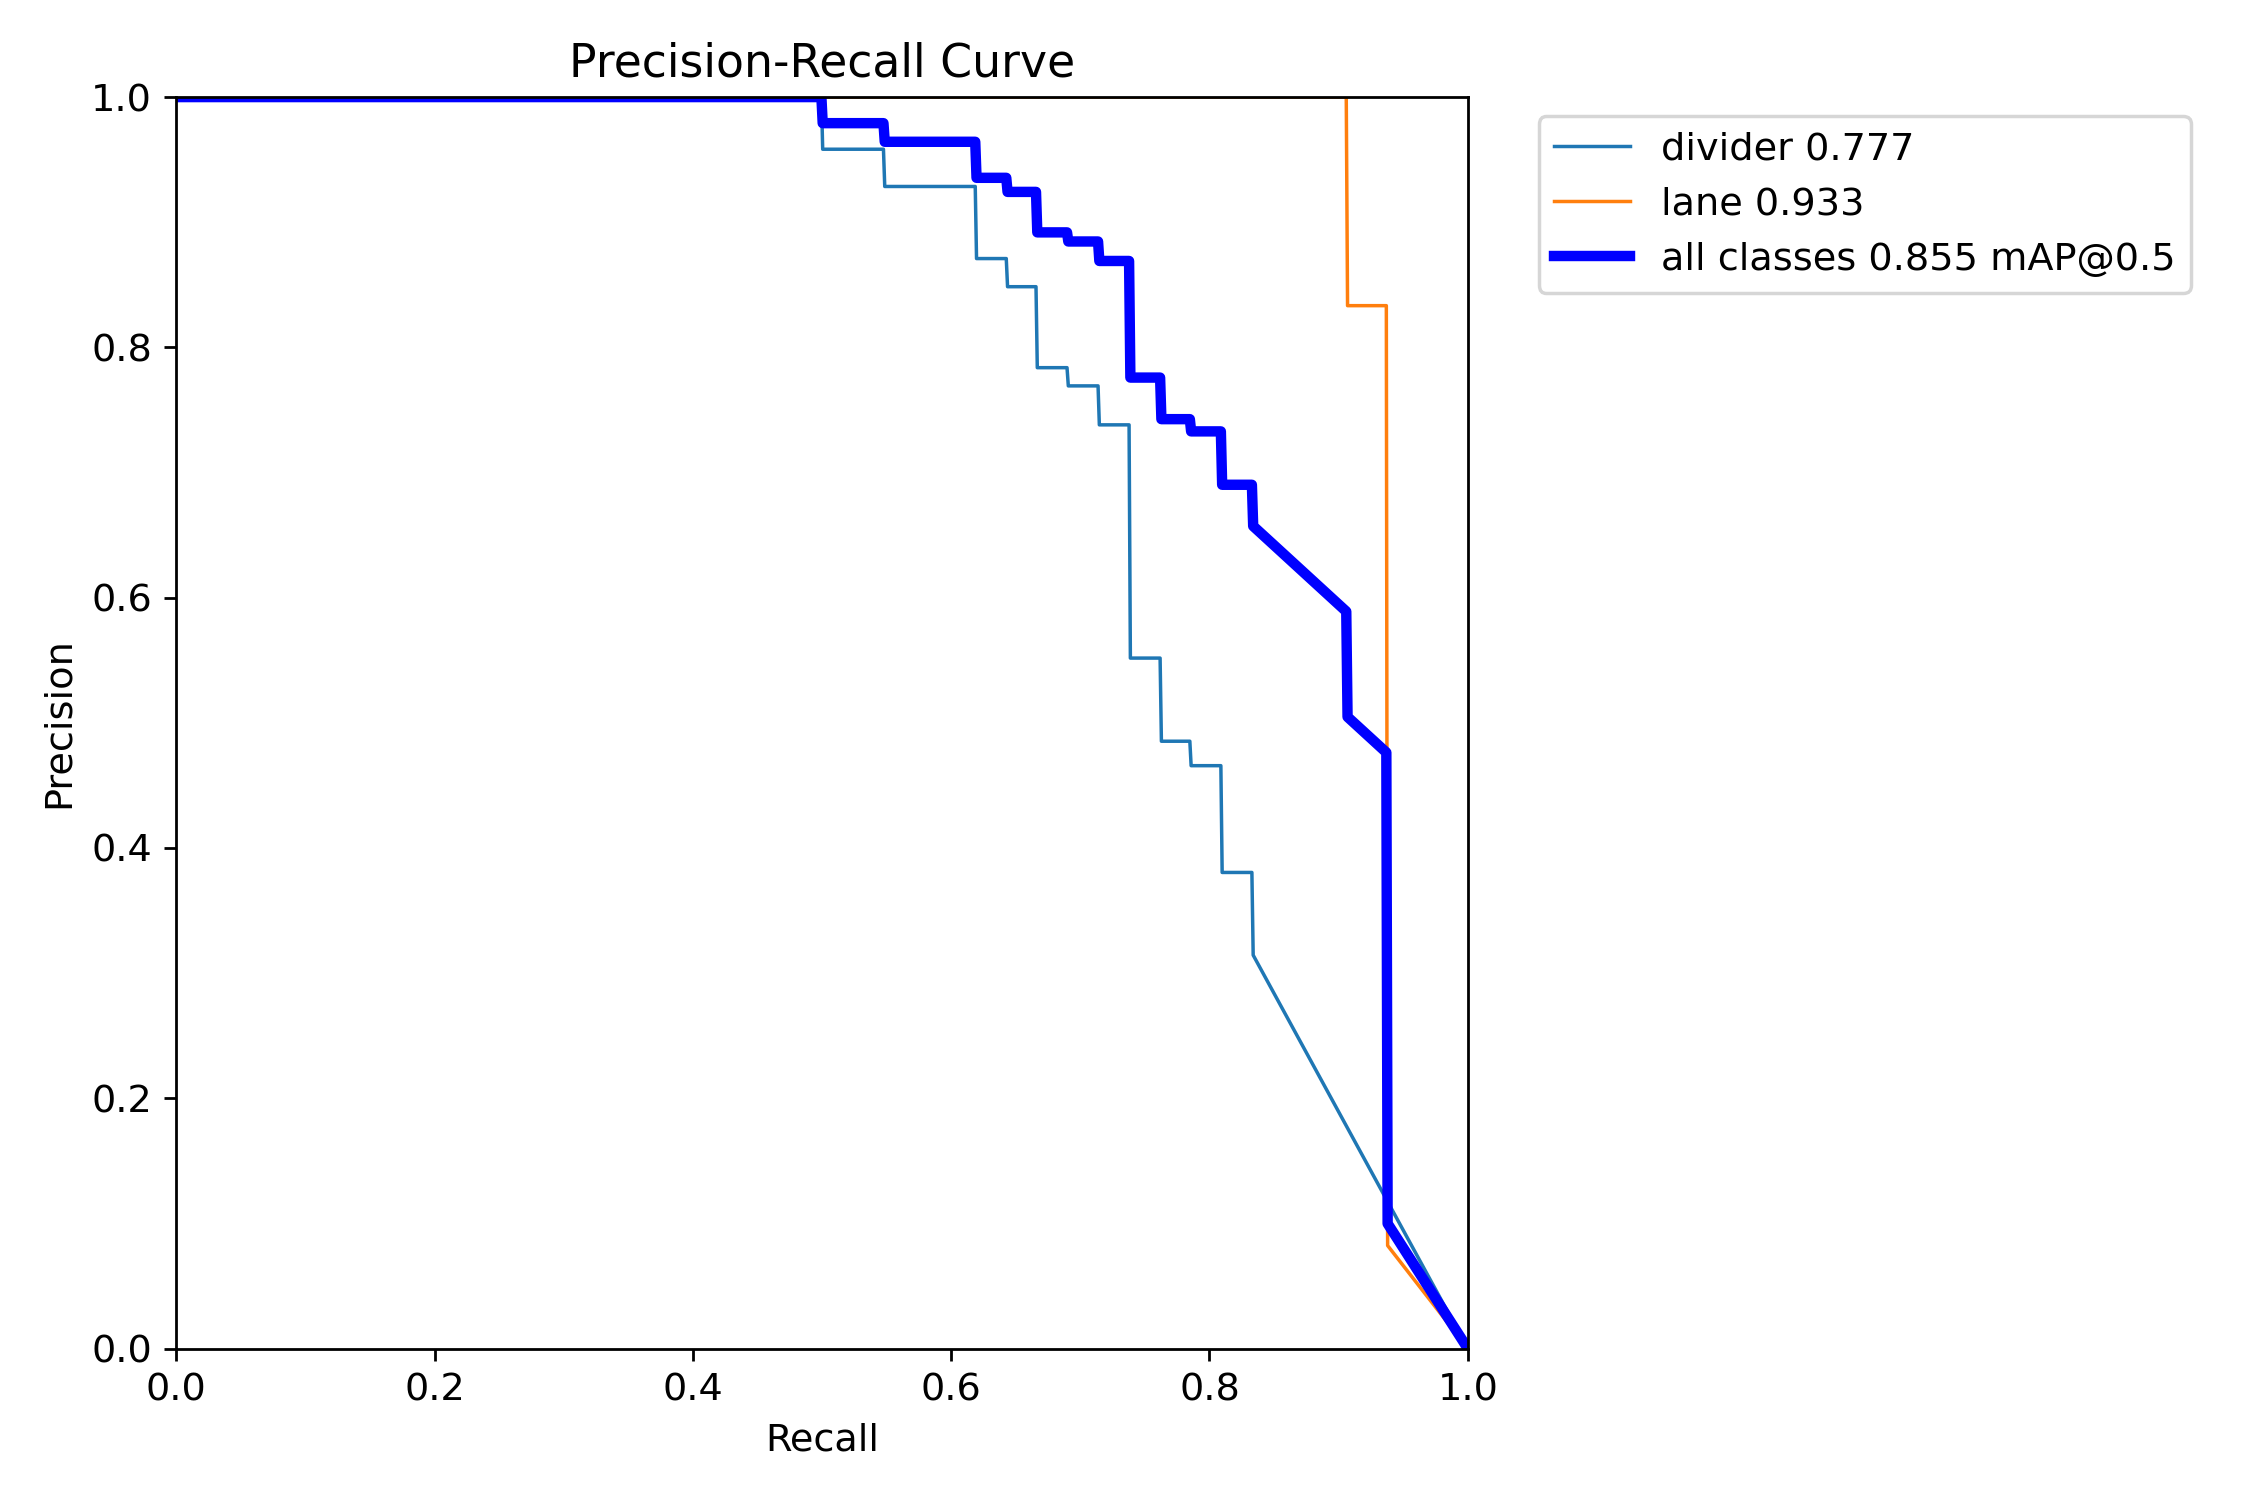 Precision-Recall Curve
1.0
0.8
0.6
0.4
0.2
0.0
Precision
0.0 0.2 0.4 0.6 0.8 1.0
Recall
divider 0.777
lane 0.933
all classes 0.855 mAP@0.5